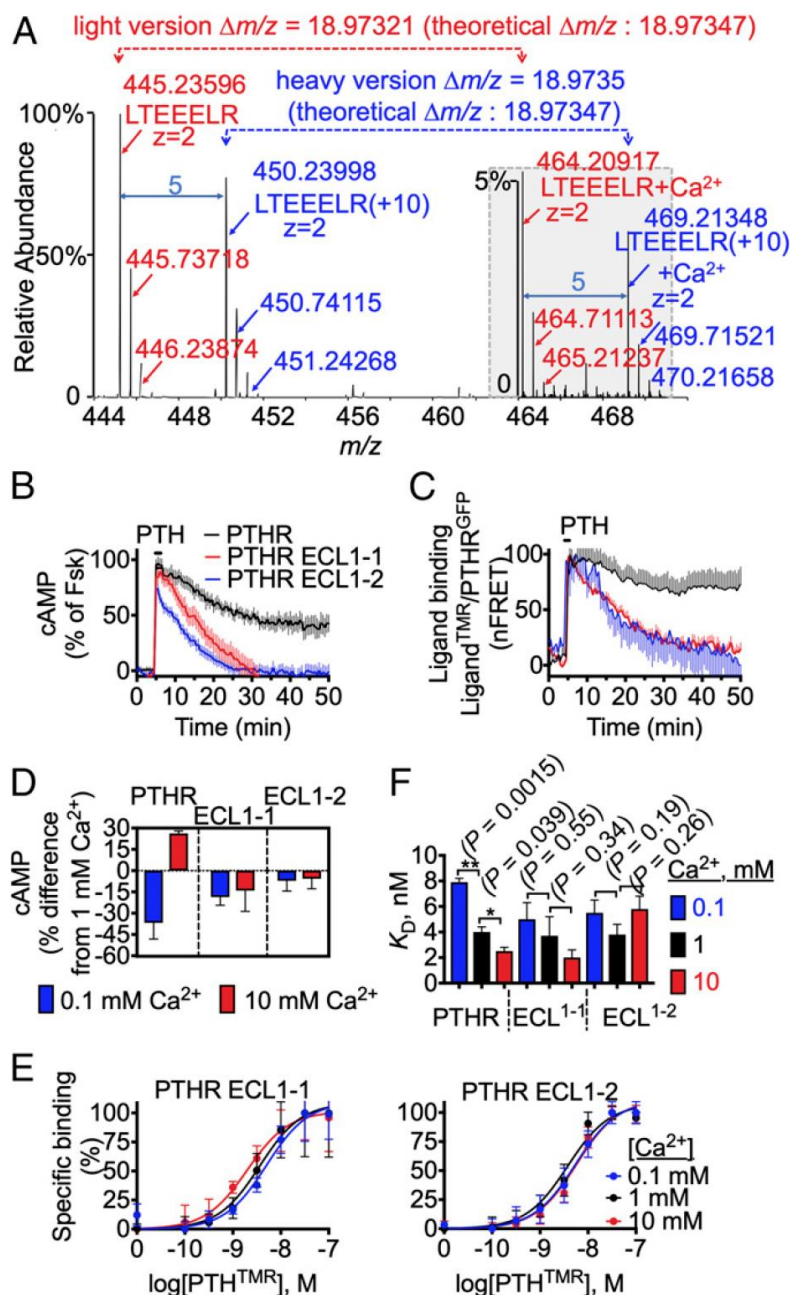 A
light version Δm/z = 18.97321 (theoretical Δm/z : 18.97347)
445.23596
LTEEELR
z=2
heavy version Δm/z = 18.9735
(theoretical Δm/z : 18.97347)
450.23998
LTEEELR(+10)
z=2
464.20917
LTEEELR+Ca²⁺
z=2
469.21348
LTEEELR(+10)
+Ca²⁺
z=2
5
5
445.73718
446.23874
450.74115
451.24268
464.71113
465.21237
469.71521
470.21658
Relative Abundance
100%
50%
0
5%
0
444 448 452 456 460 464 468
m/z
B
PTH
PTHR
PTHR ECL1-1
PTHR ECL1-2
cAMP
(% of Fsk)
100
50
0
0 10 20 30 40 50
Time (min)
C
PTH
Ligand binding
Ligandᵀᴹᴿ/PTHRᴳᶠᴾ
(nFRET)
100
50
0
0 10 20 30 40 50
Time (min)
D
PTHR
ECL1-1
ECL1-2
cAMP
(% difference
from 1 mM Ca²⁺)
30
15
0
-15
-30
-45
-60
0.1 mM Ca²⁺
10 mM Ca²⁺
F
(P = 0.0015)
(P = 0.039)
(P = 0.55)
(P = 0.34)
(P = 0.19)
(P = 0.26)
**
*
K_D, nM
10
8
6
4
2
0
PTHR
ECL¹⁻¹
ECL¹⁻²
Ca²⁺, mM
0.1
1
10
E
PTHR ECL1-1
Specific binding
(%)
100
75
50
25
0
0 -10 -9 -8 -7
log[PTHᵀᴹᴿ], M
PTHR ECL1-2
100
75
50
25
0
0 -10 -9 -8 -7
log[PTHᵀᴹᴿ], M
[Ca²⁺]
0.1 mM
1 mM
10 mM